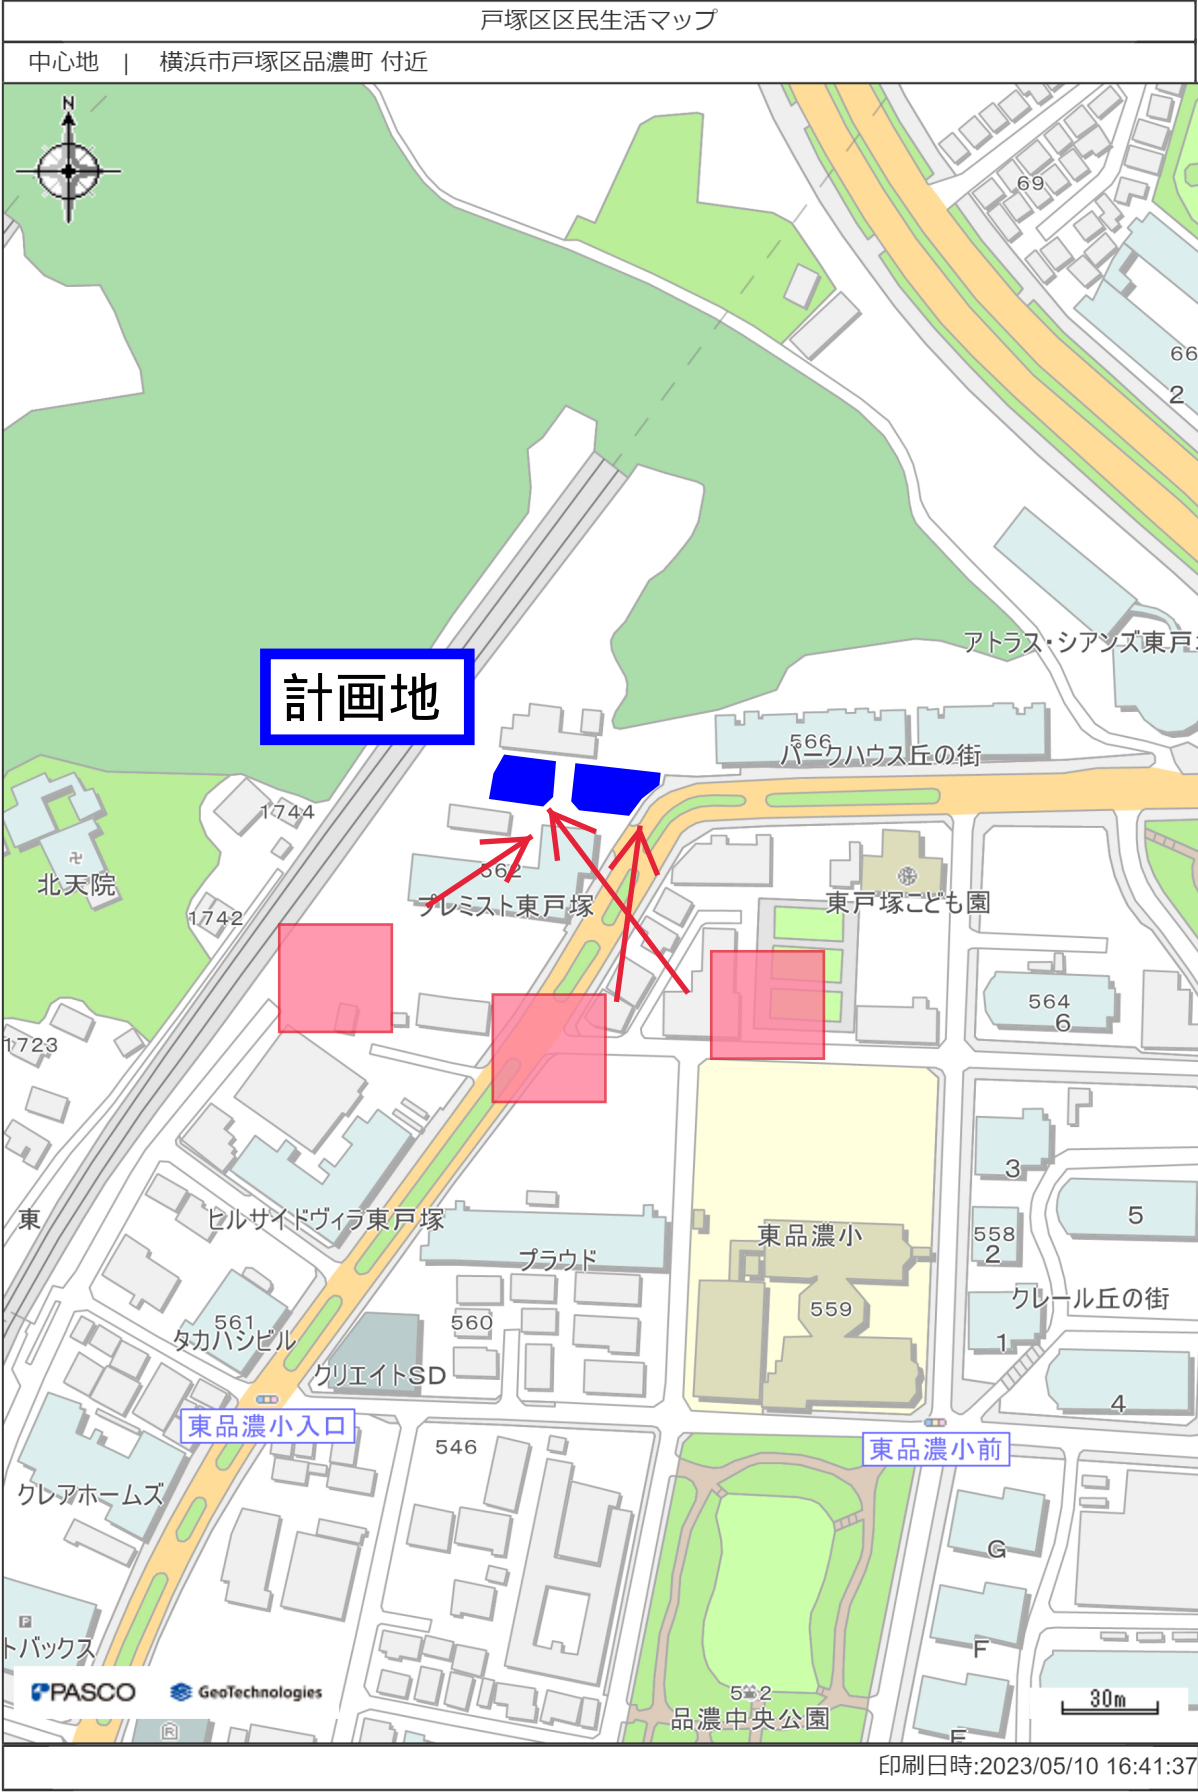 戸塚区区民生活マップ
中心地 | 横浜市戸塚区品濃町 付近
N
69
66
2
アトラス・シアンズ東戸
計画地
566
パークハウス丘の街
1744
北天院
562
プレミスト東戸塚
東戸塚こども園
1742
564
6
1723
3
東
ヒルサイドヴィラ東戸塚
5
東品濃小
558
2
プラウド
クレール丘の街
559
561
タカハシビル
560
1
クリエイトSD
4
東品濃小入口
546
東品濃小前
クレアホームズ
G
P
トバックス
F
PASCO
GeoTechnologies
30m
品濃中央公園
R
E
印刷日時:2023/05/10 16:41:37